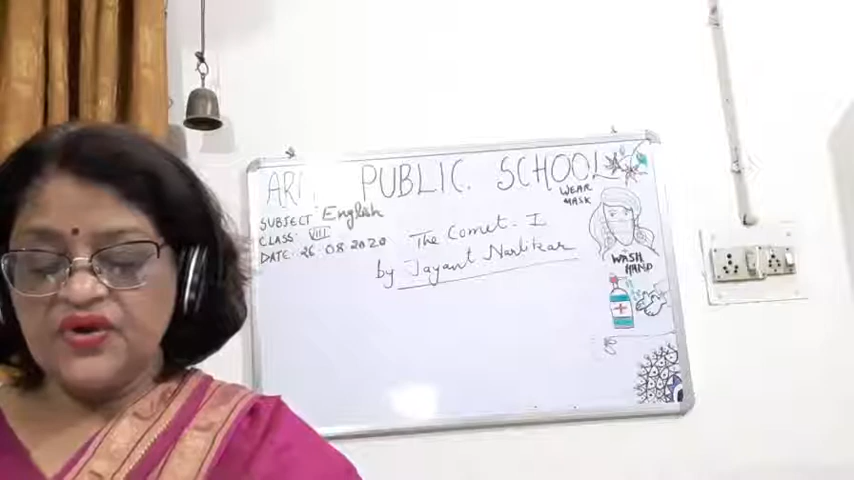 PUBLIC. SCHOOL
SUBJECT: English
CLASS: VIII
DATE: 26.08.2020
The Comet - I
by Jayant Narlikar
WEAR
MASK
WASH
HAND